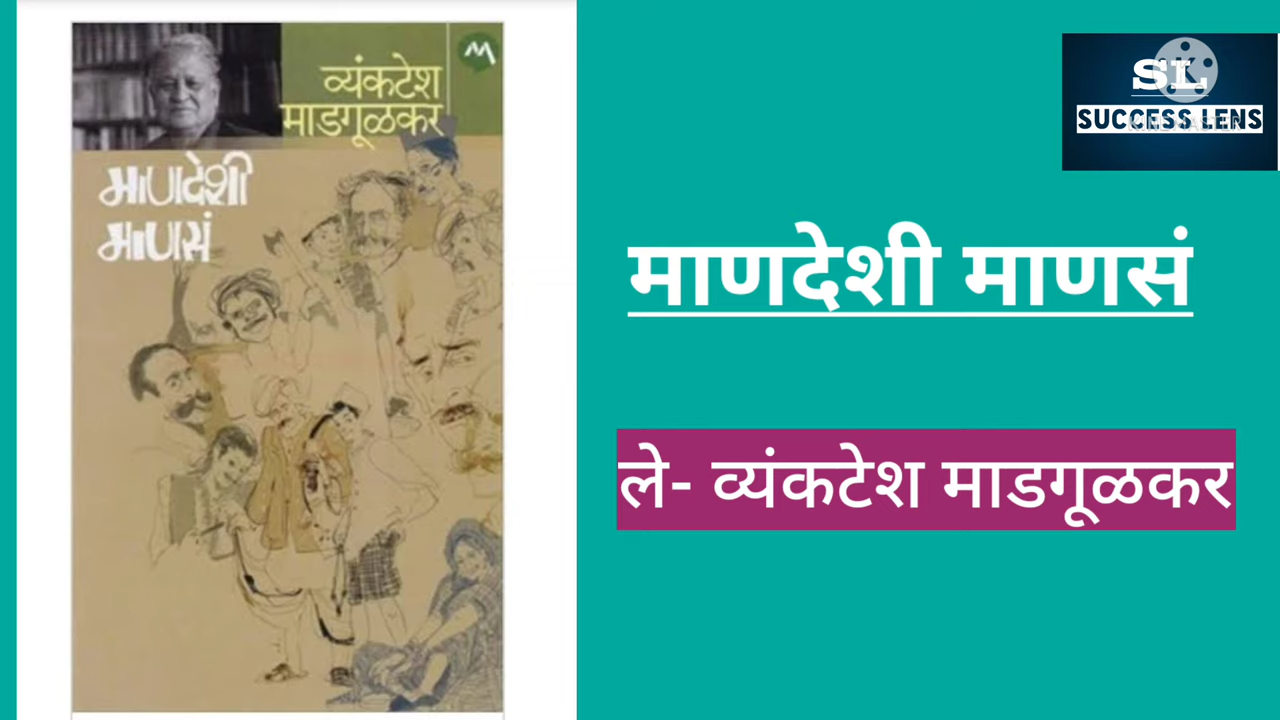 व्यंकटेश
माडगूळकर
माणदेशी
माणसं
SL
SUCCESS LENS
माणदेशी माणसं
ले- व्यंकटेश माडगूळकर